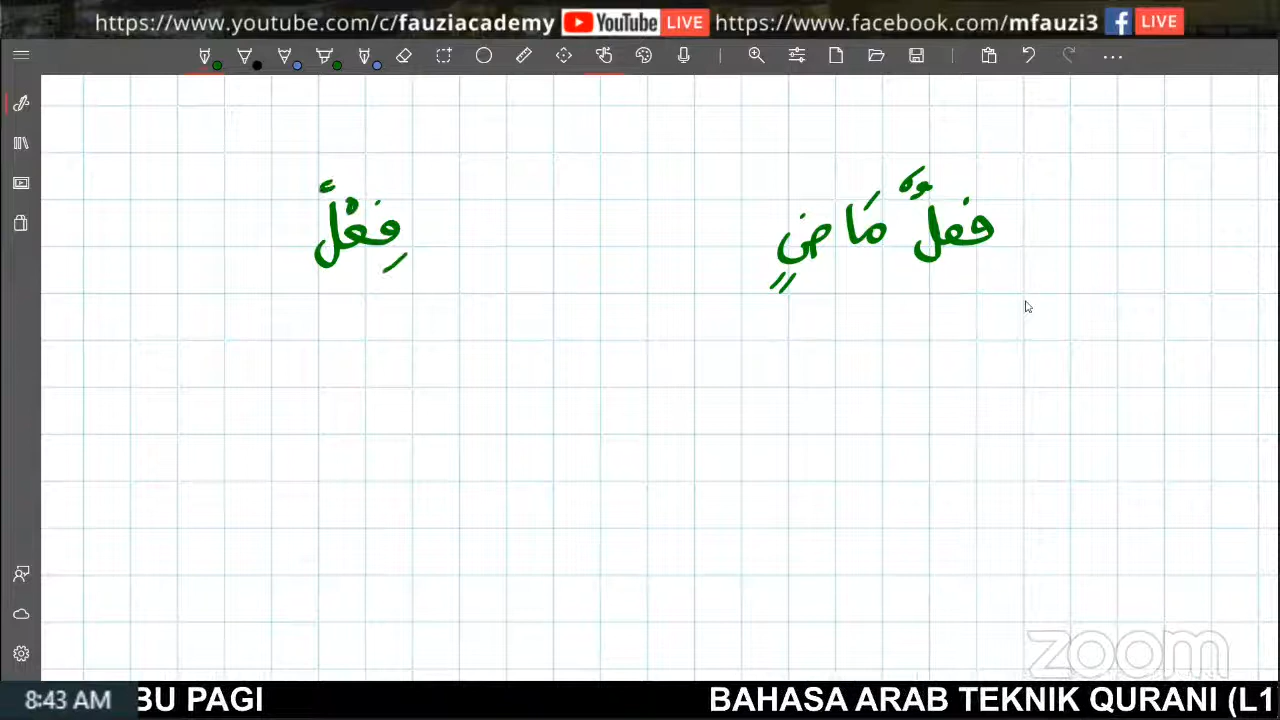 https://www.youtube.com/c/fauziacademy YouTube LIVE https://www.facebook.com/mfauzi3 f LIVE
فعلٌ مَاضٍ
فِعْلٌ
zoom
8:43 AM BU PAGI BAHASA ARAB TEKNIK QURANI (L1